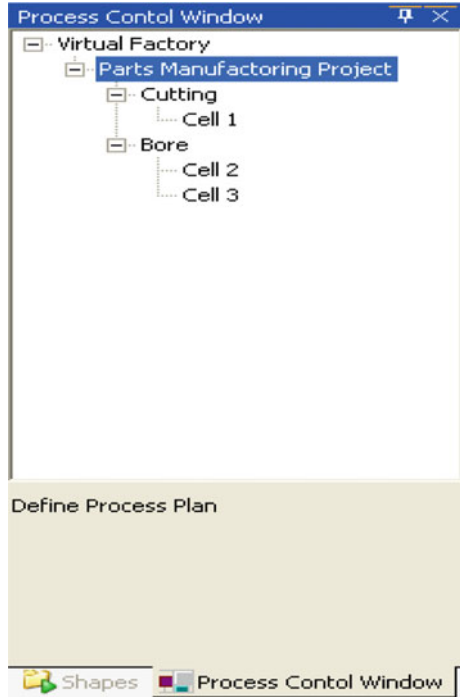 Process Contol Window
Virtual Factory
Parts Manufactoring Project
Cutting
Cell 1
Bore
Cell 2
Cell 3
Define Process Plan
Shapes Process Contol Window